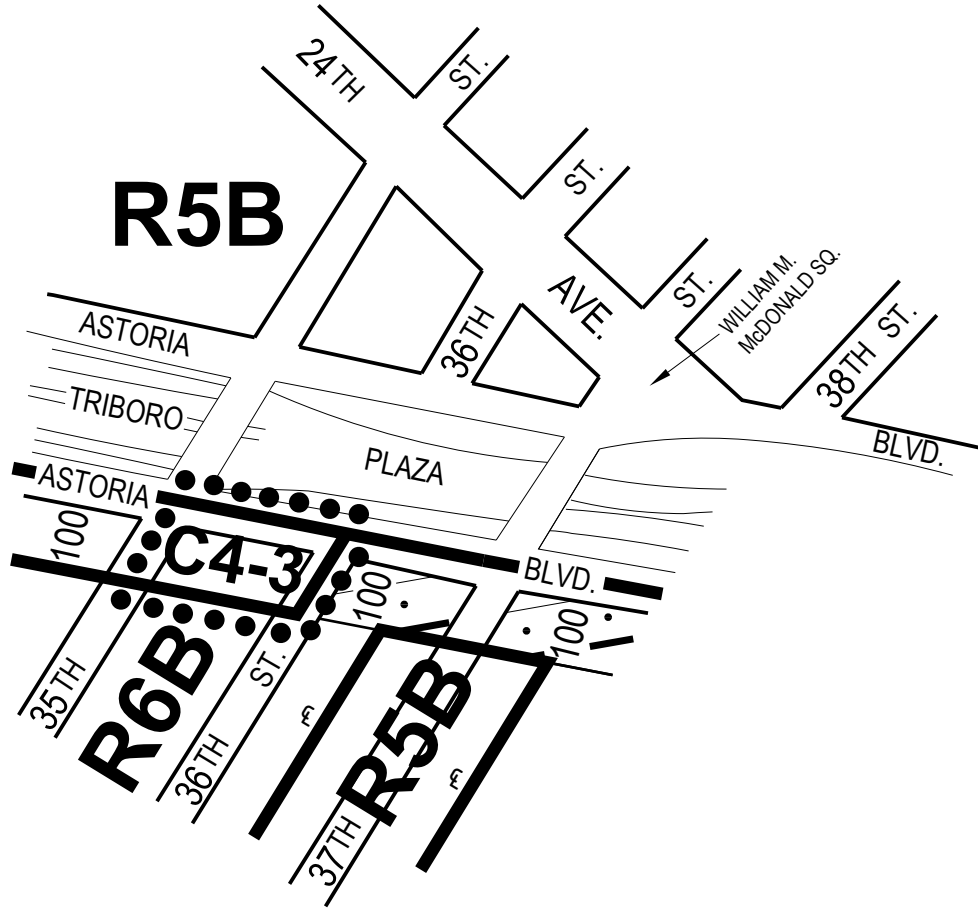 24TH
ST.
ST.
R5B
WILLIAM M.
McDONALD SQ.
ST.
AVE.
38TH ST.
ASTORIA
36TH
TRIBORO
BLVD.
PLAZA
ASTORIA
100
C4-3
BLVD.
100
100
R6B
ST.
35TH
R5B
℄
36TH
℄
37TH